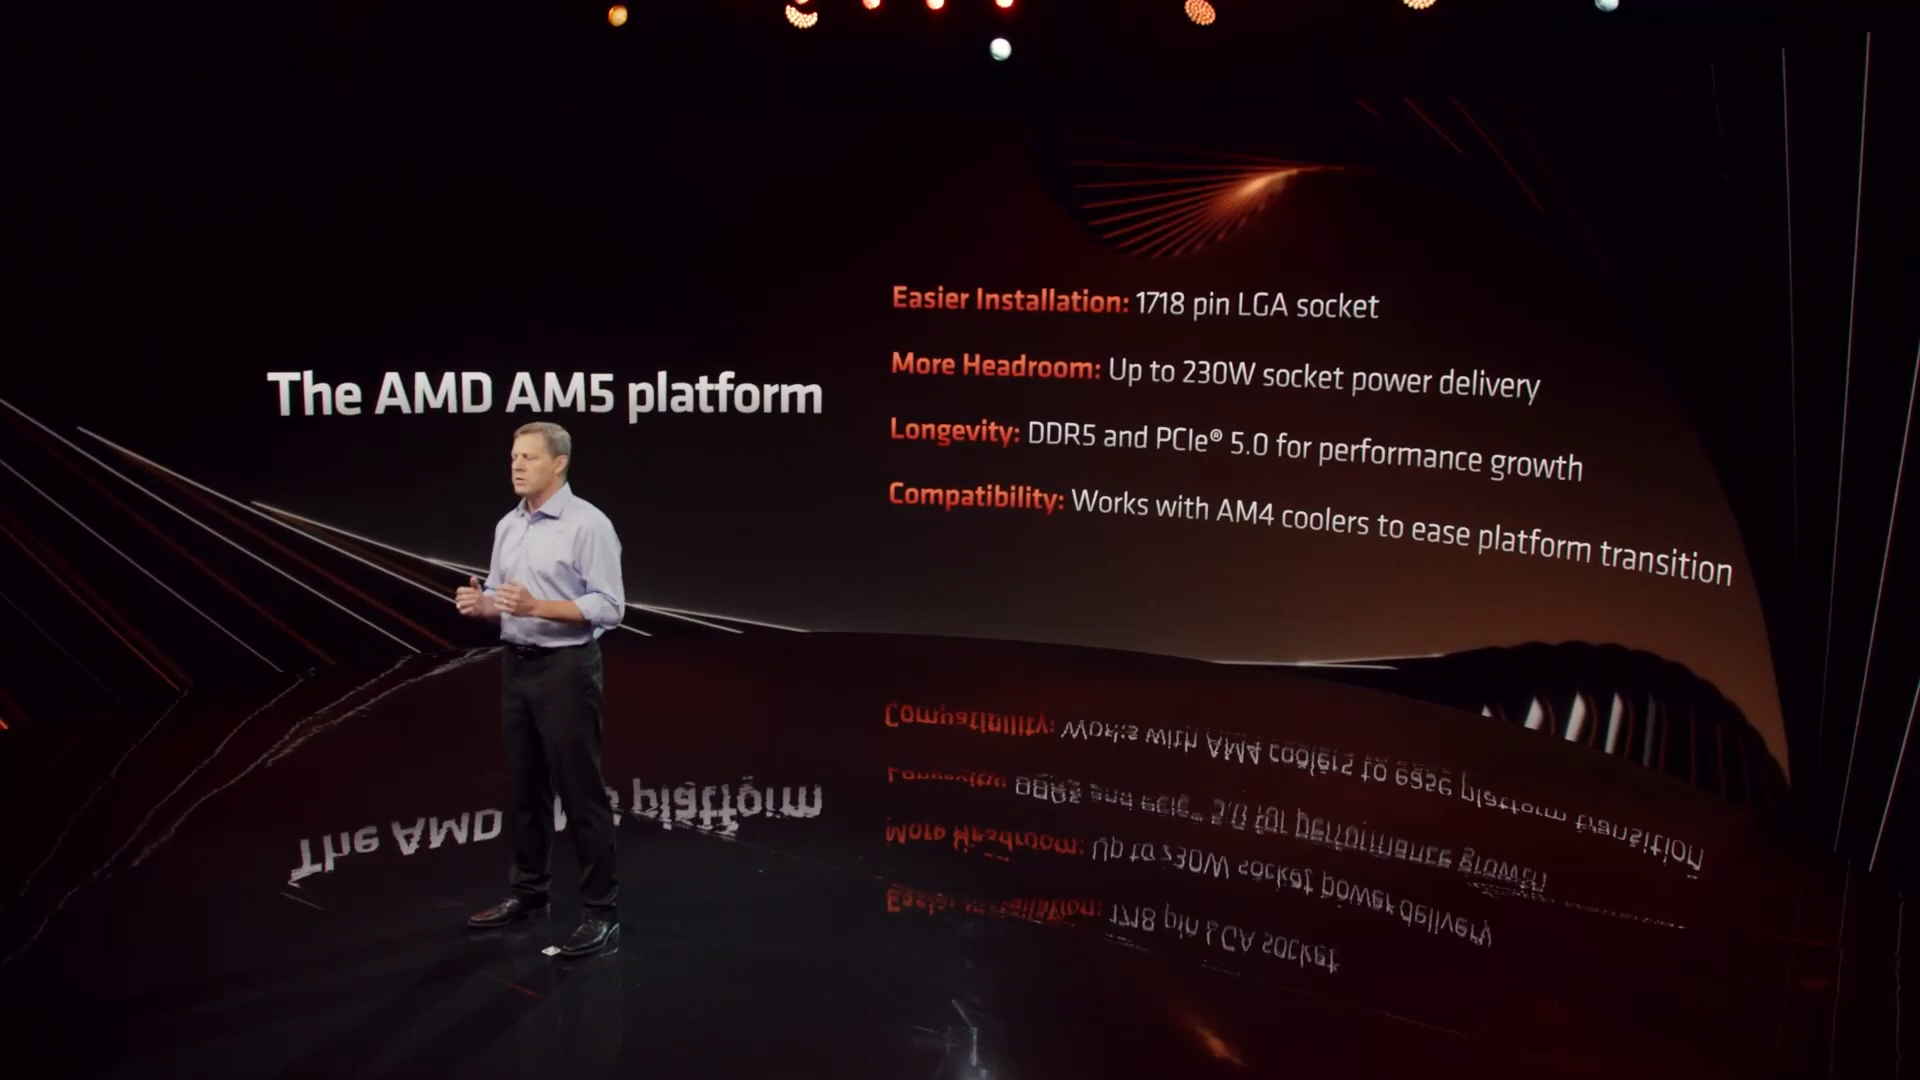 The AMD AM5 platform
Easier Installation: 1718 pin LGA socket
More Headroom: Up to 230W socket power delivery
Longevity: DDR5 and PCIe® 5.0 for performance growth
Compatibility: Works with AM4 coolers to ease platform transition